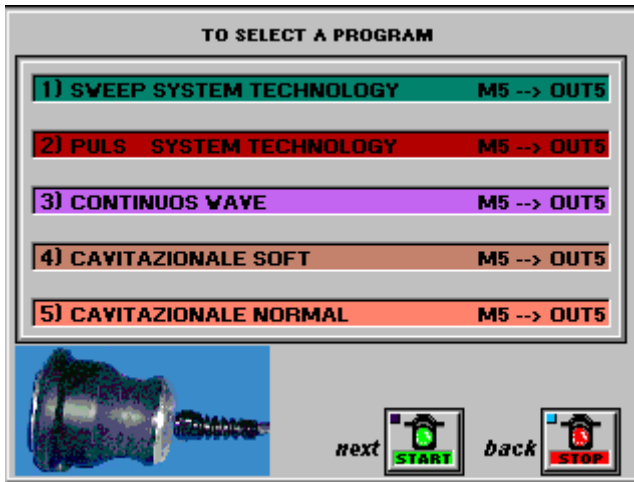 TO SELECT A PROGRAM
1) SWEEP SYSTEM TECHNOLOGY M5 --> OUT5
2) PULS SYSTEM TECHNOLOGY M5 --> OUT5
3) CONTINUOS WAVE M5 --> OUT5
4) CAVITAZIONALE SOFT M5 --> OUT5
5) CAVITAZIONALE NORMAL M5 --> OUT5
next START back STOP